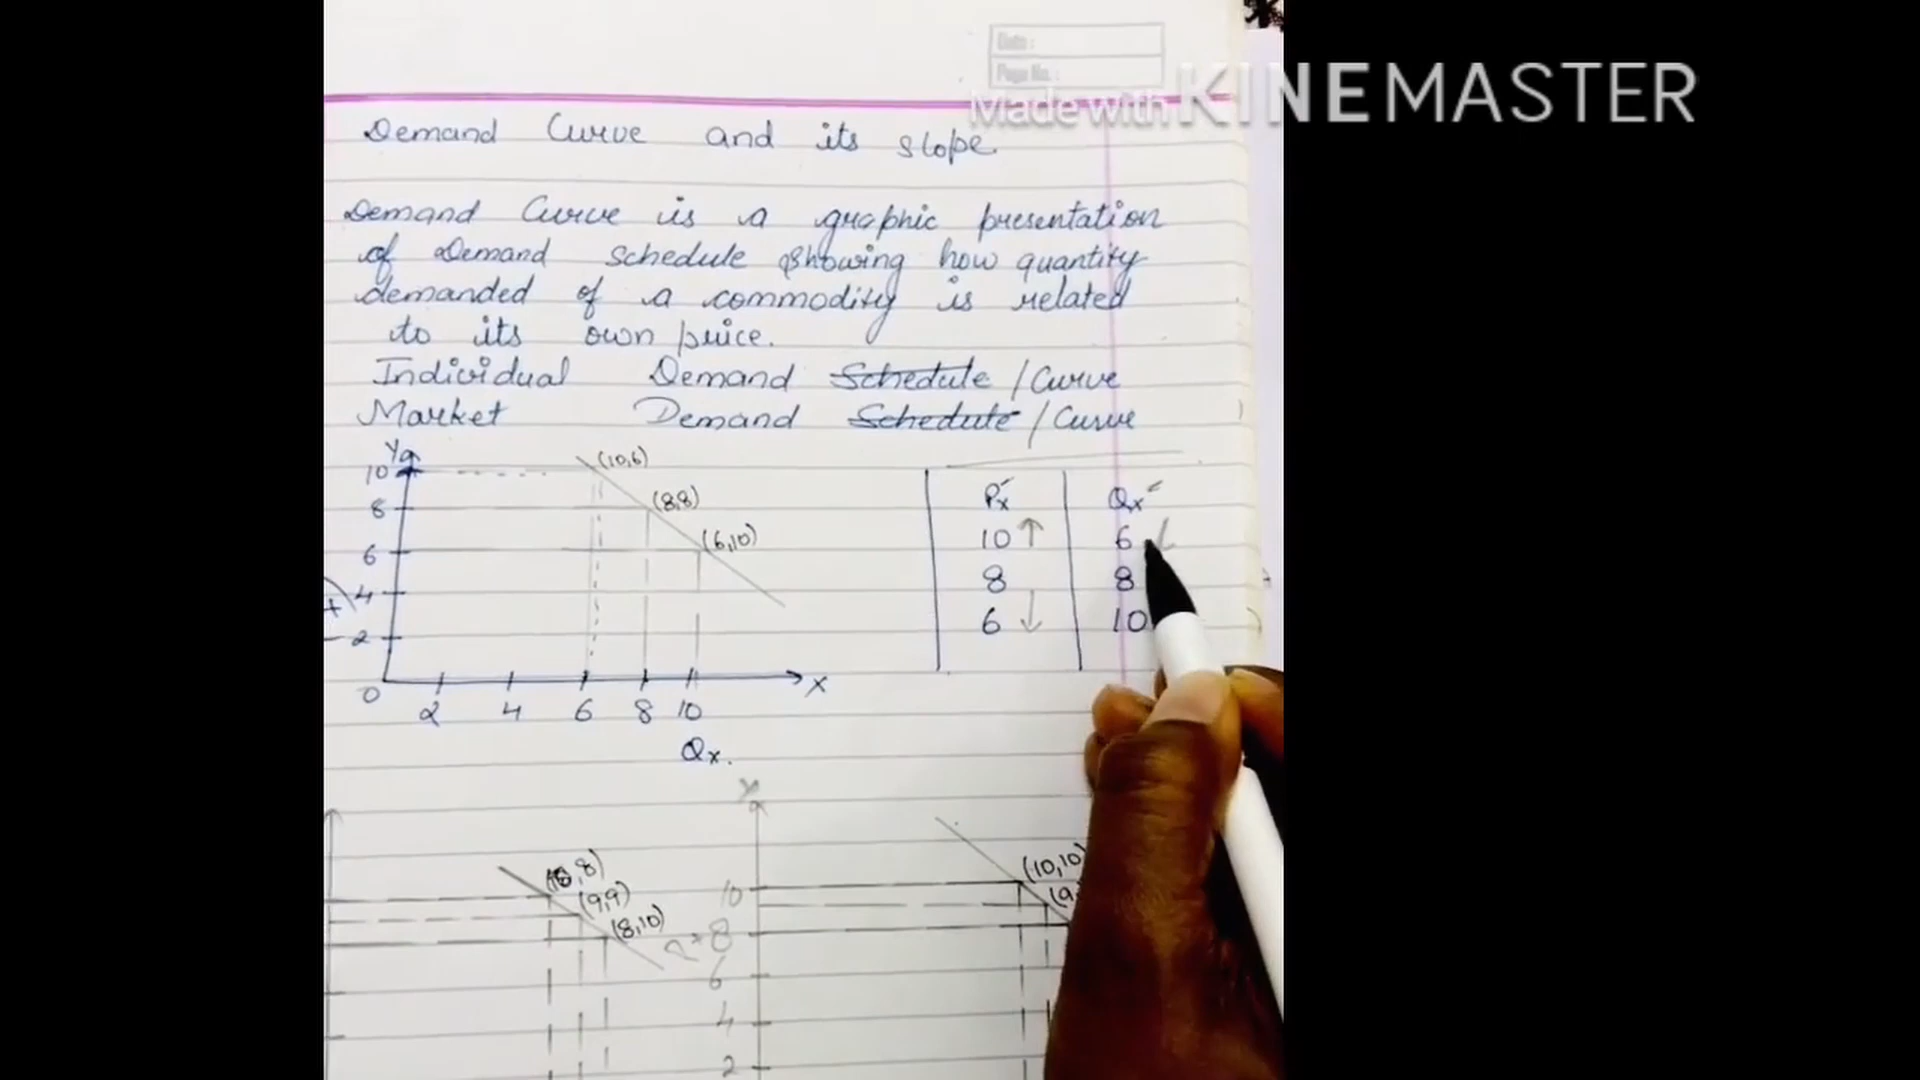 Date :
Page No. :
Made with KINEMASTER
Demand Curve and its slope
Demand Curve is a graphic presentation
of Demand schedule showing how quantity
demanded of a commodity is related
to its own price.
Individual Demand Schedule / Curve
Market Demand Schedule / Curve
Y
10 (10,6)
8 (8,8)
6 (6,10)
4
2
0 2 4 6 8 10 X
Qx.
Px Qx
10 ↑ 6 ↓
8 8
6 ↓ 10
(9,9)
(8,10)
Y
10 (10,10)
8
6
4
2